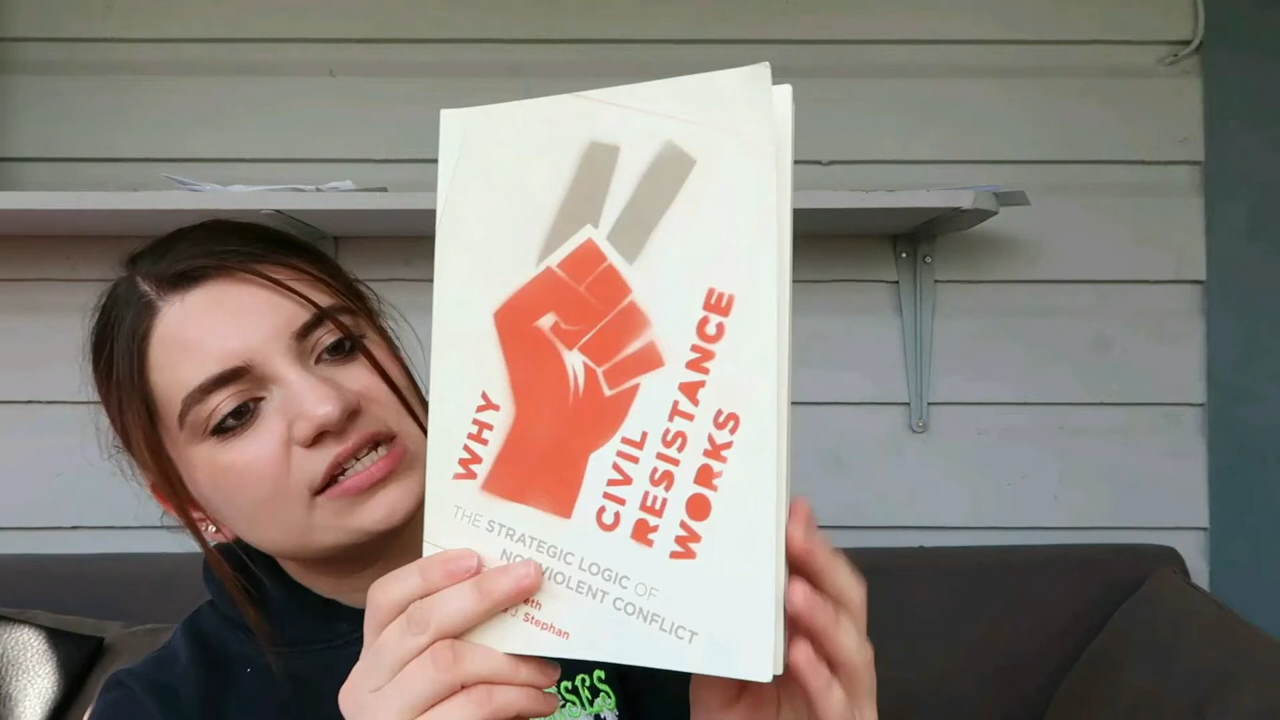 WHY
CIVIL
RESISTANCE
WORKS
THE STRATEGIC LOGIC OF
NONVIOLENT CONFLICT
J. Stephan